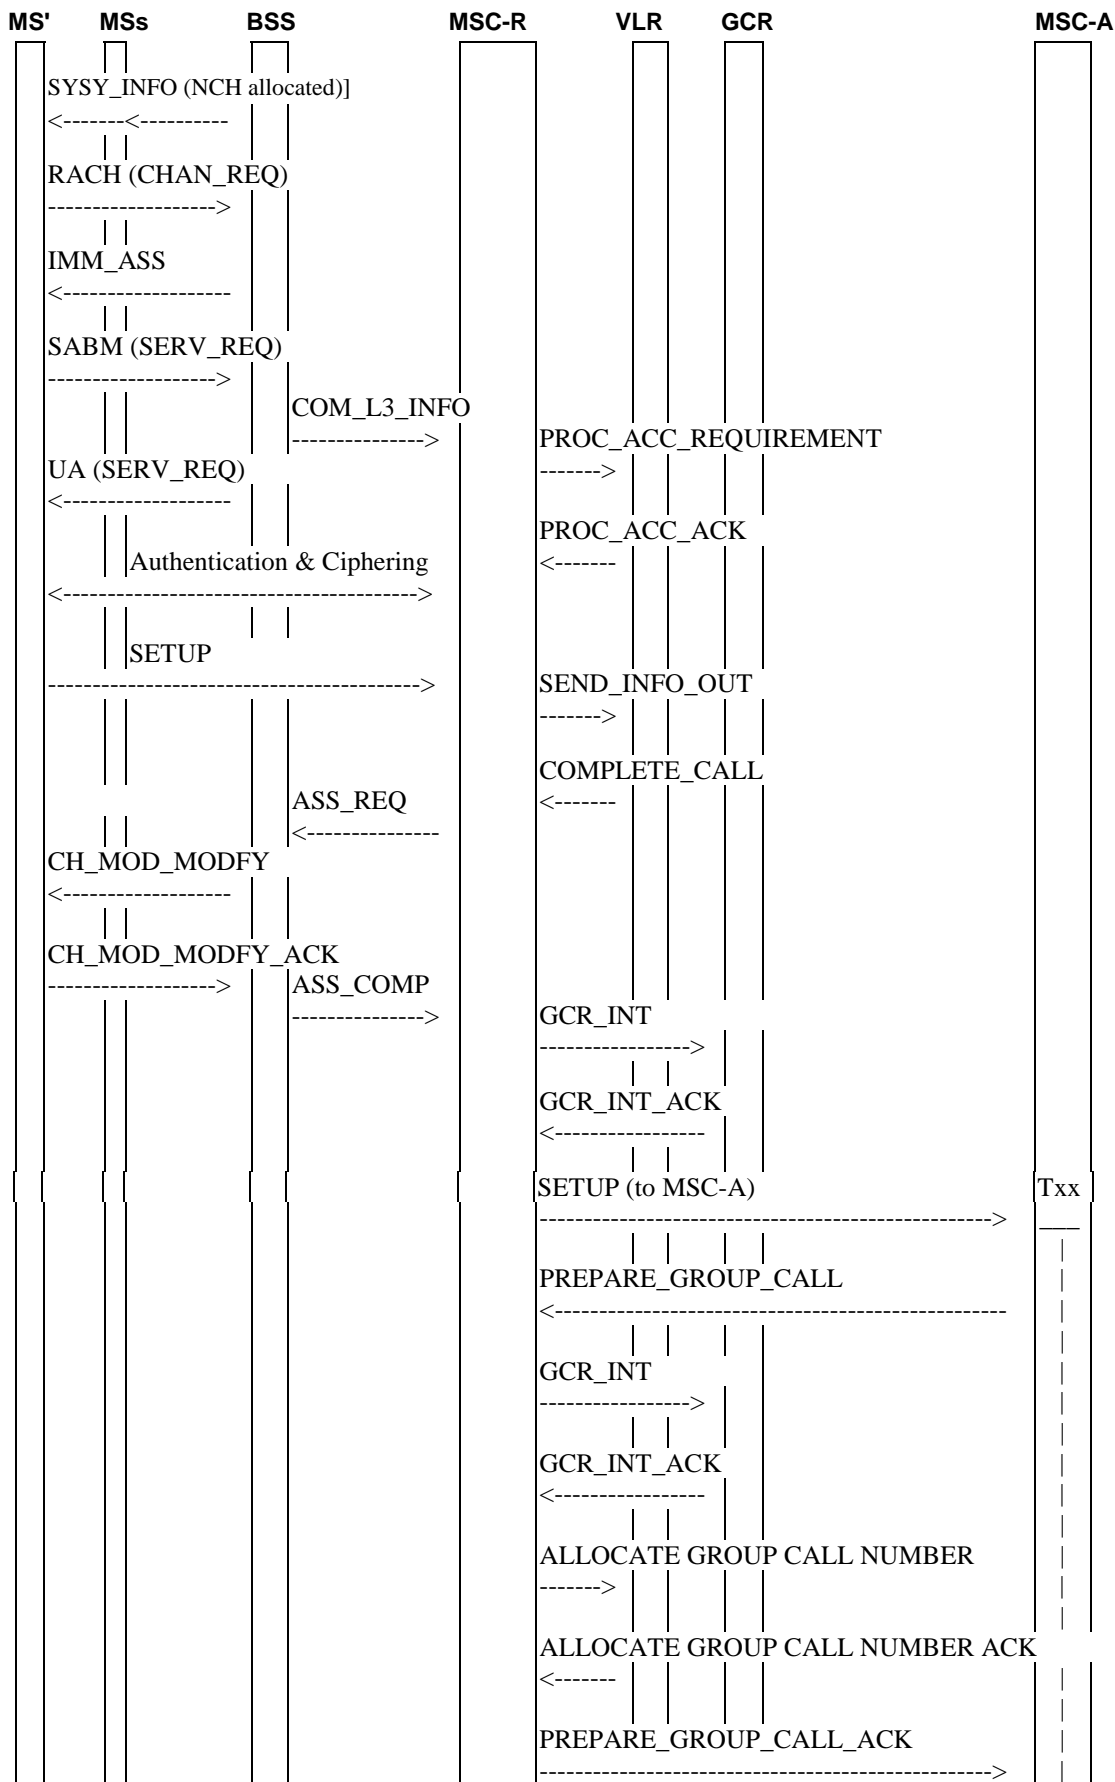 MS' MSs BSS MSC-R VLR GCR MSC-A
SYSY_INFO (NCH allocated)]
<-------<----------
RACH (CHAN_REQ)
------------------->
IMM_ASS
<-------------------
SABM (SERV_REQ)
------------------->
COM_L3_INFO
---------------> PROC_ACC_REQUIREMENT
UA (SERV_REQ) ------->
<-------------------
PROC_ACC_ACK
Authentication & Ciphering <-------
<---------------------------------------->
SETUP
------------------------------------------> SEND_INFO_OUT
------->
COMPLETE_CALL
ASS_REQ <-------
<---------------
CH_MOD_MODFY
<-------------------
CH_MOD_MODFY_ACK
-------------------> ASS_COMP
---------------> GCR_INT
----------------->
GCR_INT_ACK
<-----------------
SETUP (to MSC-A) Txx
---------------------------------------------------> ___
|
PREPARE_GROUP_CALL |
<--------------------------------------------------- |
|
GCR_INT |
-----------------> |
|
GCR_INT_ACK |
<----------------- |
|
ALLOCATE GROUP CALL NUMBER |
-------> |
|
ALLOCATE GROUP CALL NUMBER ACK
<------- |
|
PREPARE_GROUP_CALL_ACK |
---------------------------------------------------> |